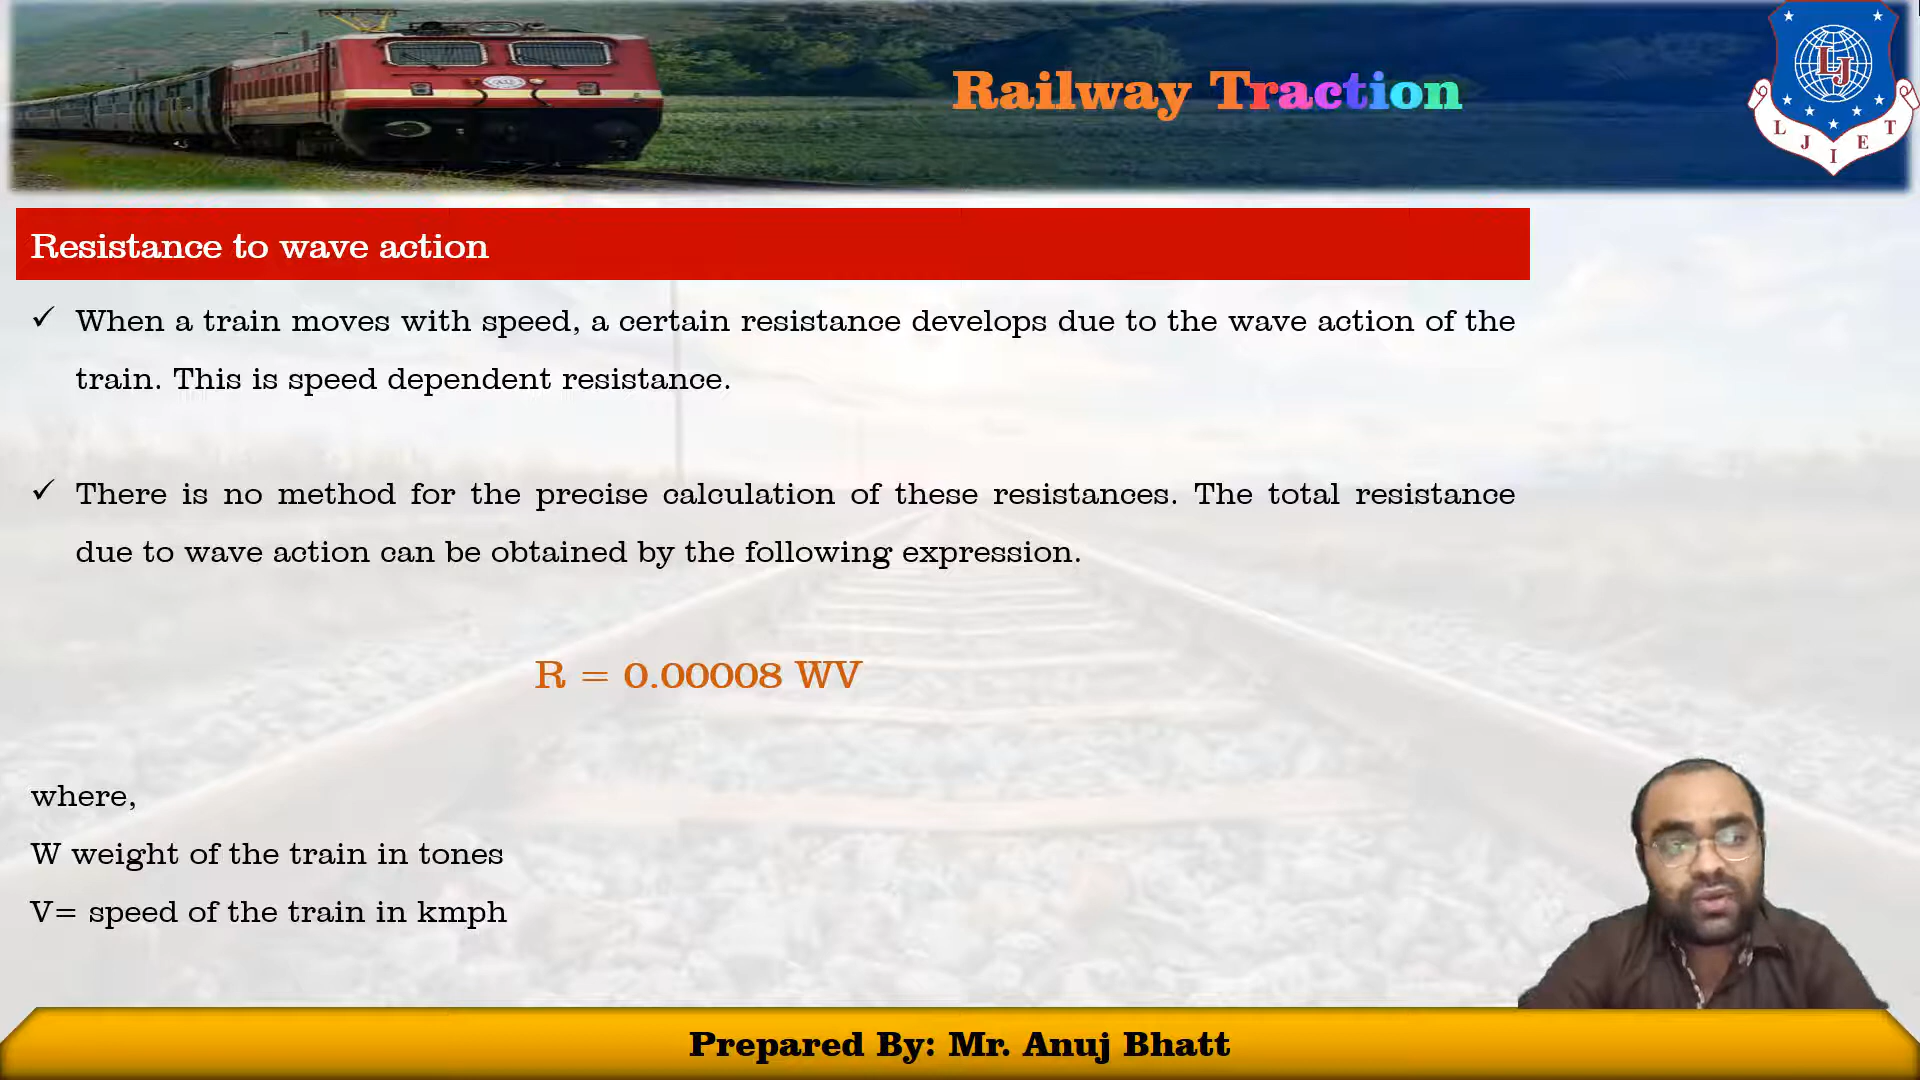 Railway Traction
LJ
L J I E T
Resistance to wave action
✓ When a train moves with speed, a certain resistance develops due to the wave action of the
train. This is speed dependent resistance.
✓ There is no method for the precise calculation of these resistances. The total resistance
due to wave action can be obtained by the following expression.
R = 0.00008 WV
where,
W weight of the train in tones
V= speed of the train in kmph
Prepared By: Mr. Anuj Bhatt